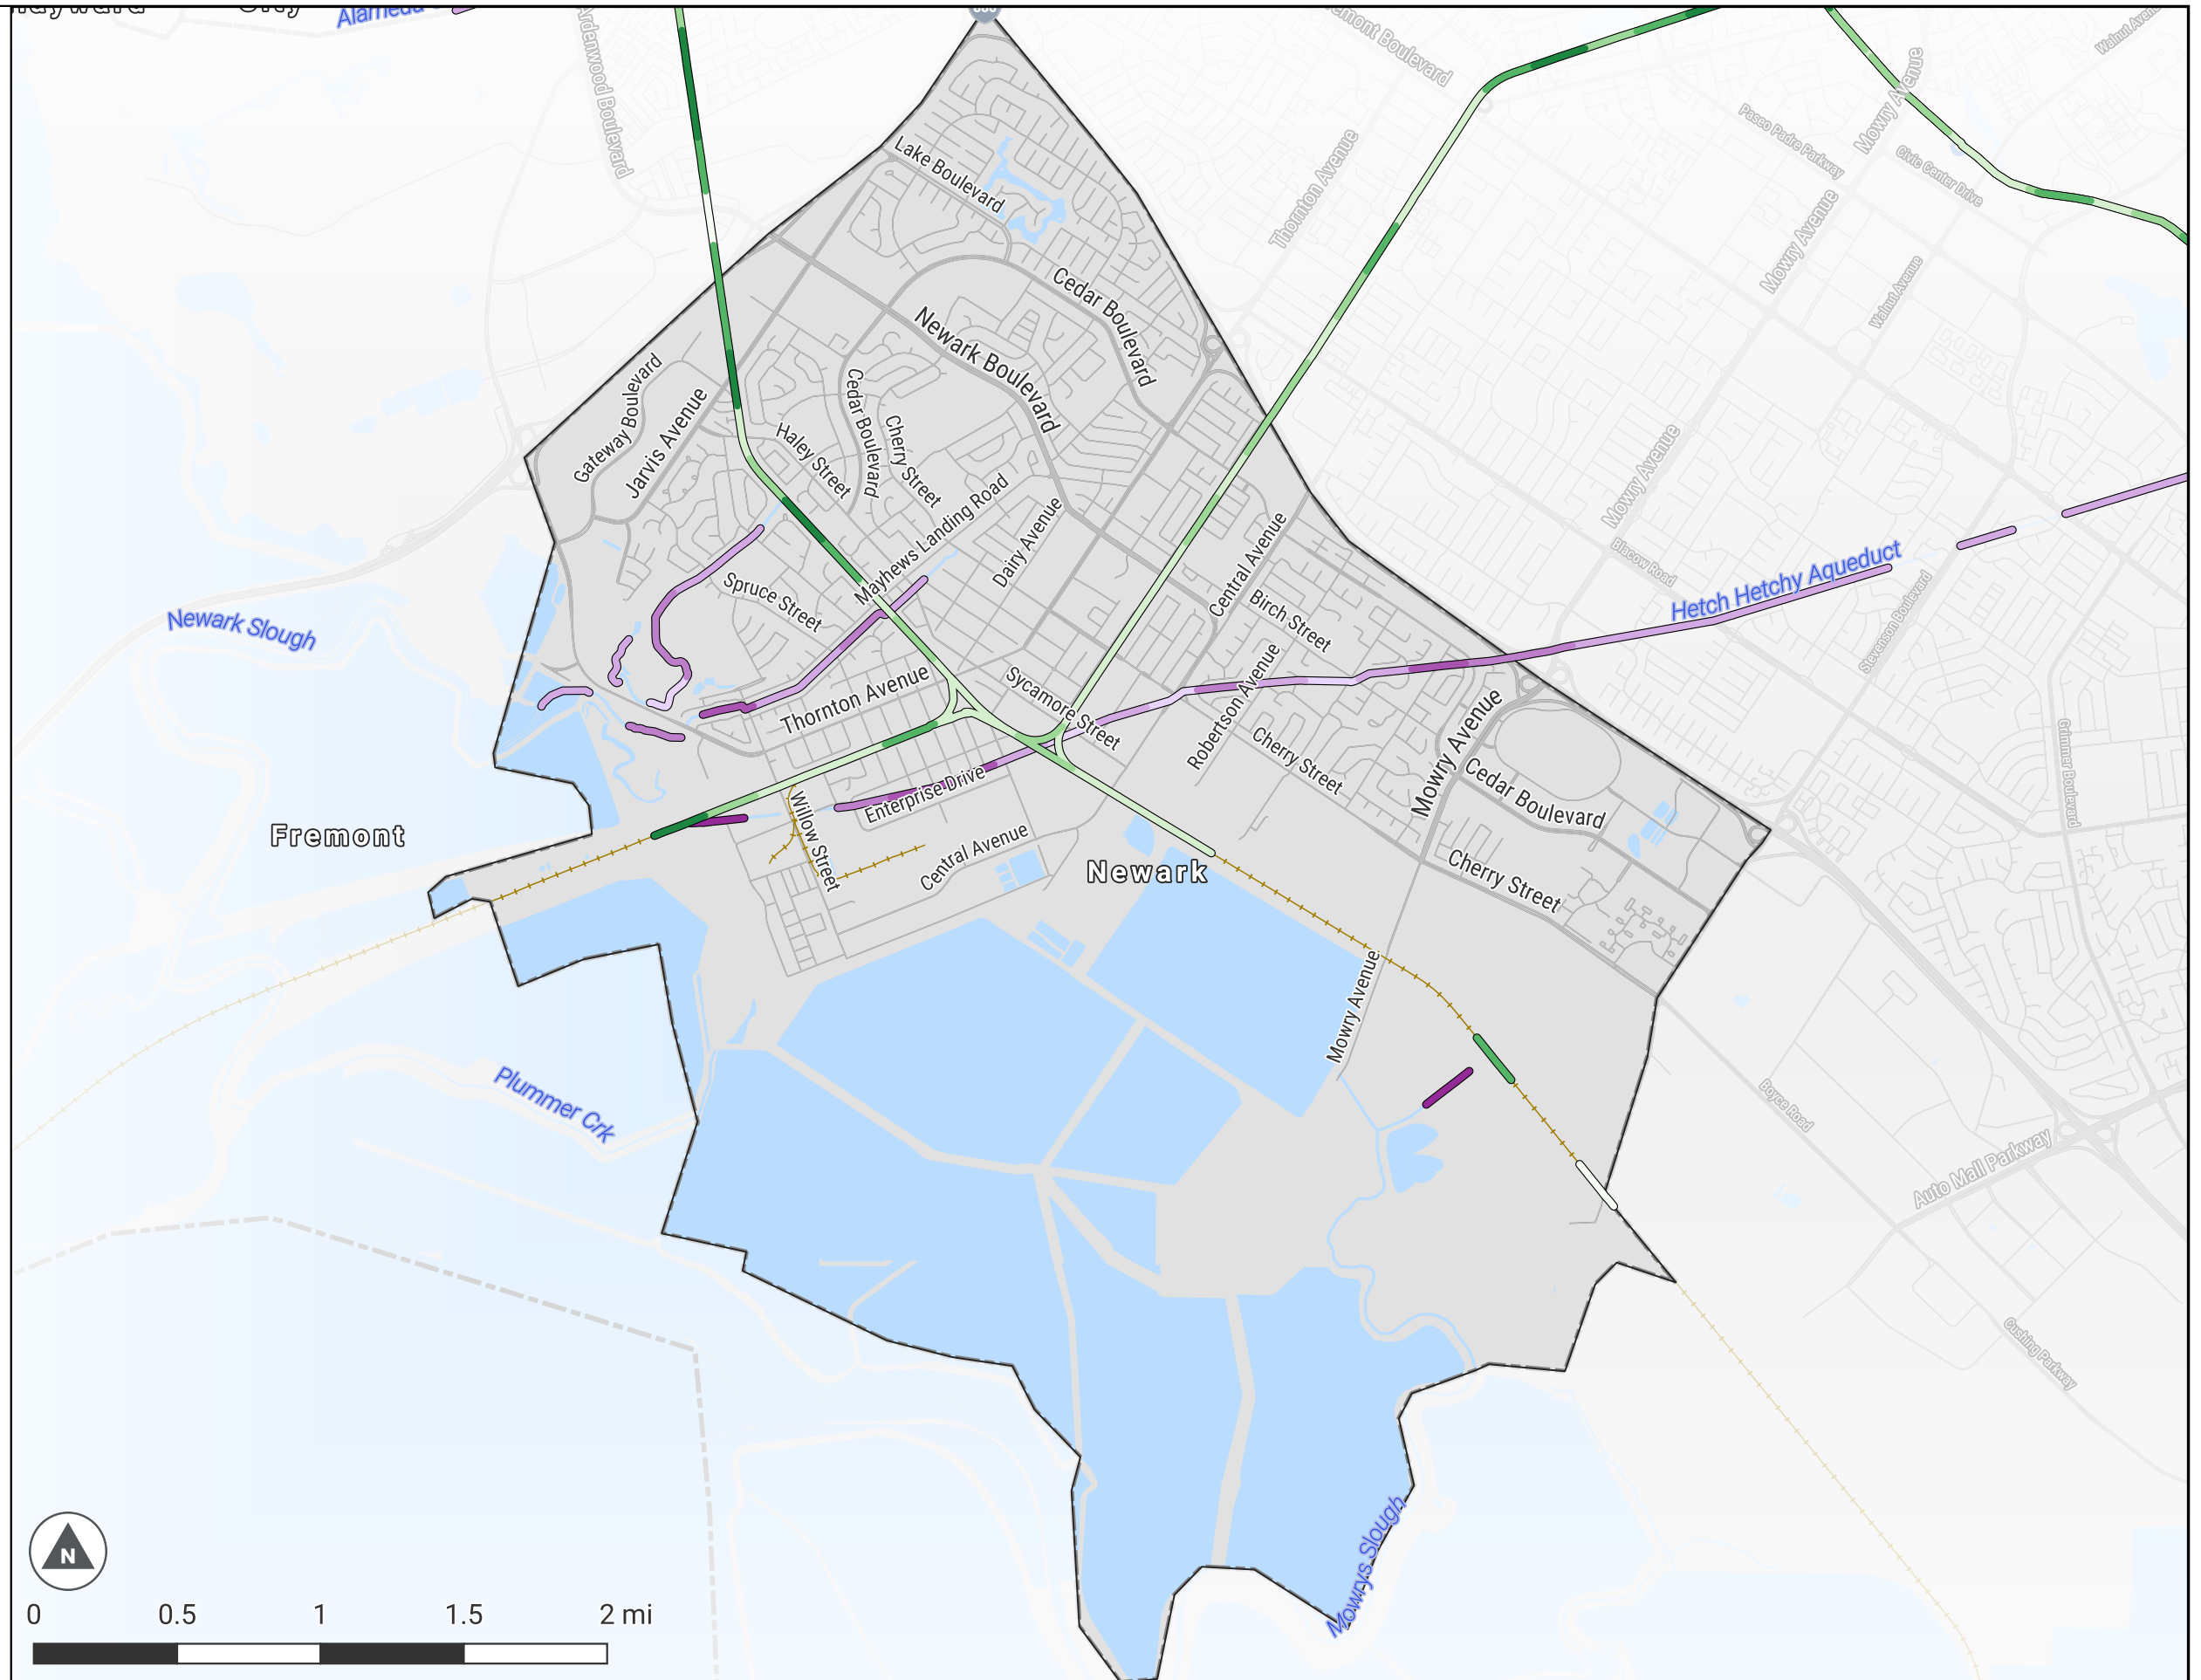 Ardenwood Boulevard
Walnut Avenue
Mowry Avenue
Paseo Padre Parkway
Civic Center Drive
Lake Boulevard
Thornton Avenue
Mowry Avenue
Walnut Avenue
Cedar Boulevard
Newark Boulevard
Gateway Boulevard
Jarvis Avenue
Cedar Boulevard
Cherry Street
Haley Street
Mayhews Landing Road
Mowry Avenue
Dairy Avenue
Central Avenue
Blacow Road
Hetch Hetchy Aqueduct
Spruce Street
Birch Street
Stevenson Boulevard
Newark Slough
Thornton Avenue
Sycamore Street
Robertson Avenue
Mowry Avenue
Cherry Street
Cedar Boulevard
Grimmer Boulevard
Enterprise Drive
Fremont
Willow Street
Central Avenue
Newark
Cherry Street
Mowry Avenue
Plummer Crk
Boyce Road
Auto Mall Parkway
Cushing Parkway
Mowrys Slough
N
0 0.5 1 1.5 2 mi